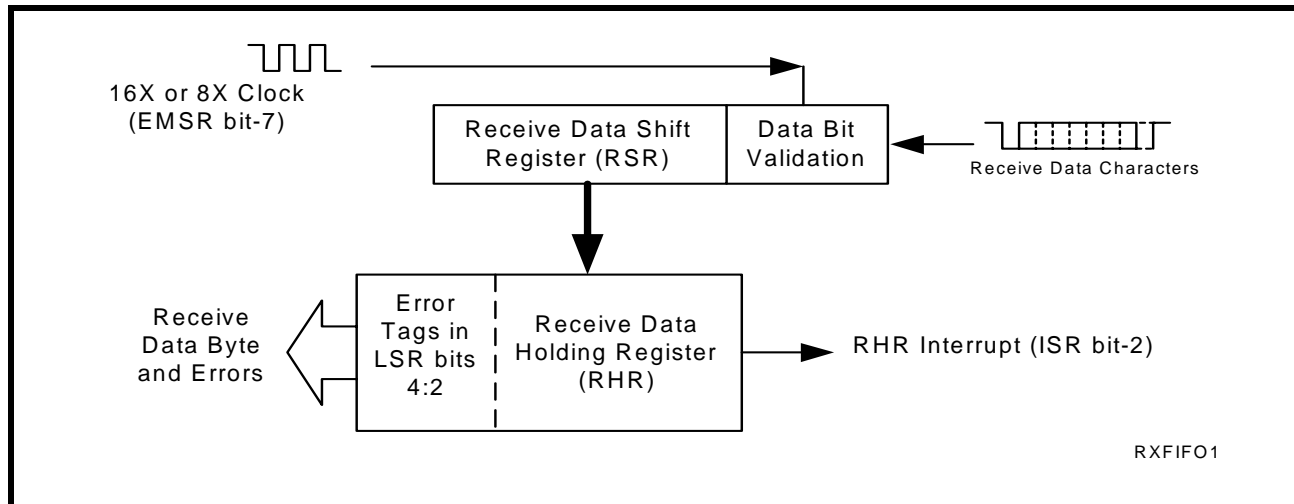 16X or 8X Clock
(EMSR bit-7)
Receive Data Shift
Register (RSR)
Data Bit
Validation
Receive Data Characters
Receive
Data Byte
and Errors
Error
Tags in
LSR bits
4:2
Receive Data
Holding Register
(RHR)
RHR Interrupt (ISR bit-2)
RXFIFO1